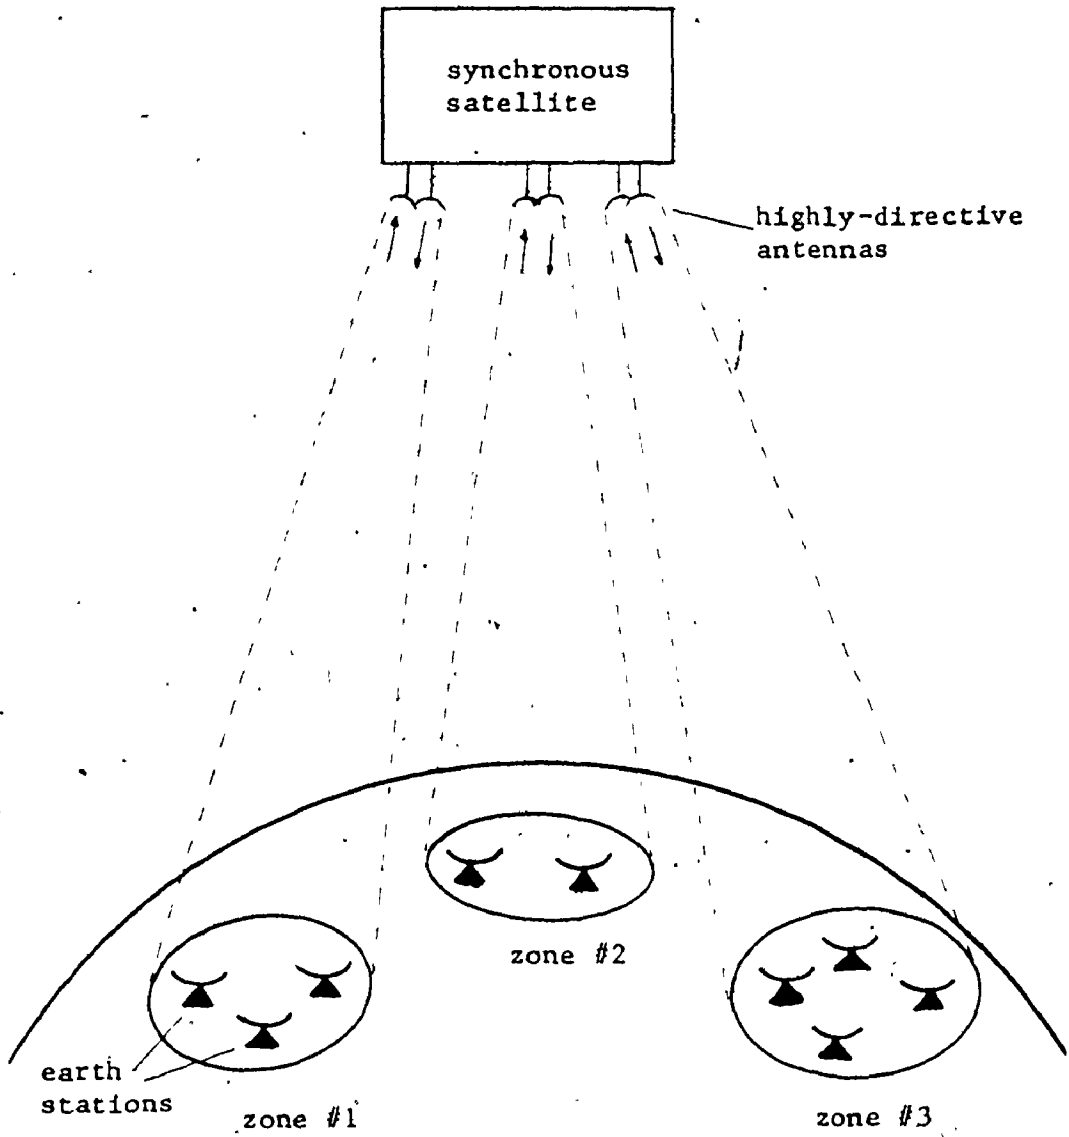 synchronous
satellite
highly-directive
antennas
zone #2
earth
stations
zone #1
zone #3